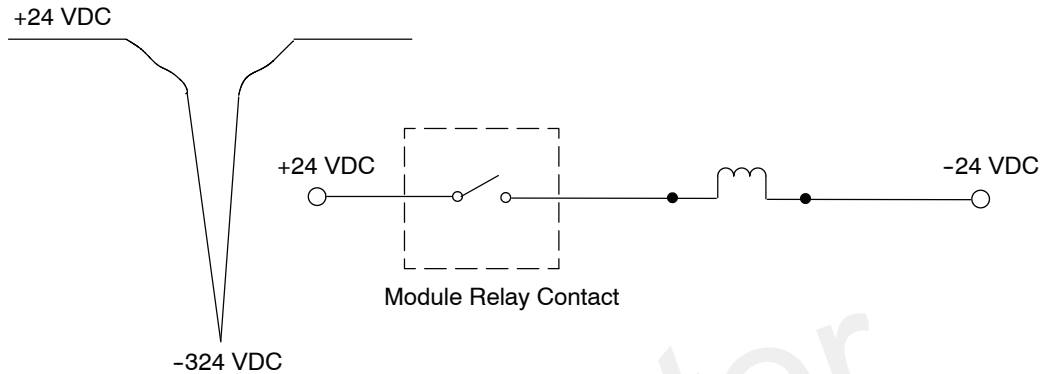 +24 VDC
+24 VDC
-24 VDC
Module Relay Contact
-324 VDC